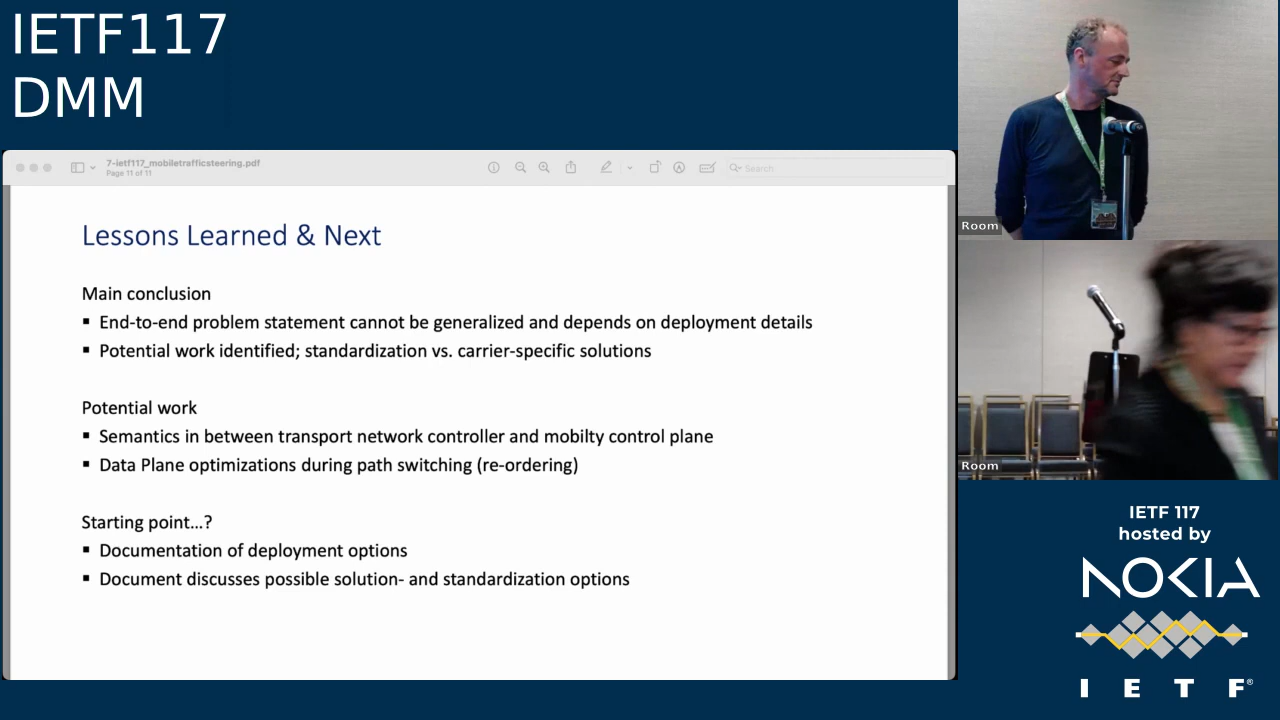 IETF117
DMM
7-ietf117_mobiletrafficsteering.pdf
Page 11 of 11
Search
Lessons Learned & Next
Main conclusion
▪ End-to-end problem statement cannot be generalized and depends on deployment details
▪ Potential work identified; standardization vs. carrier-specific solutions
Potential work
▪ Semantics in between transport network controller and mobilty control plane
▪ Data Plane optimizations during path switching (re-ordering)
Starting point…?
▪ Documentation of deployment options
▪ Document discusses possible solution- and standardization options
Room
Room
IETF 117
hosted by
NOKIA
I E T F®